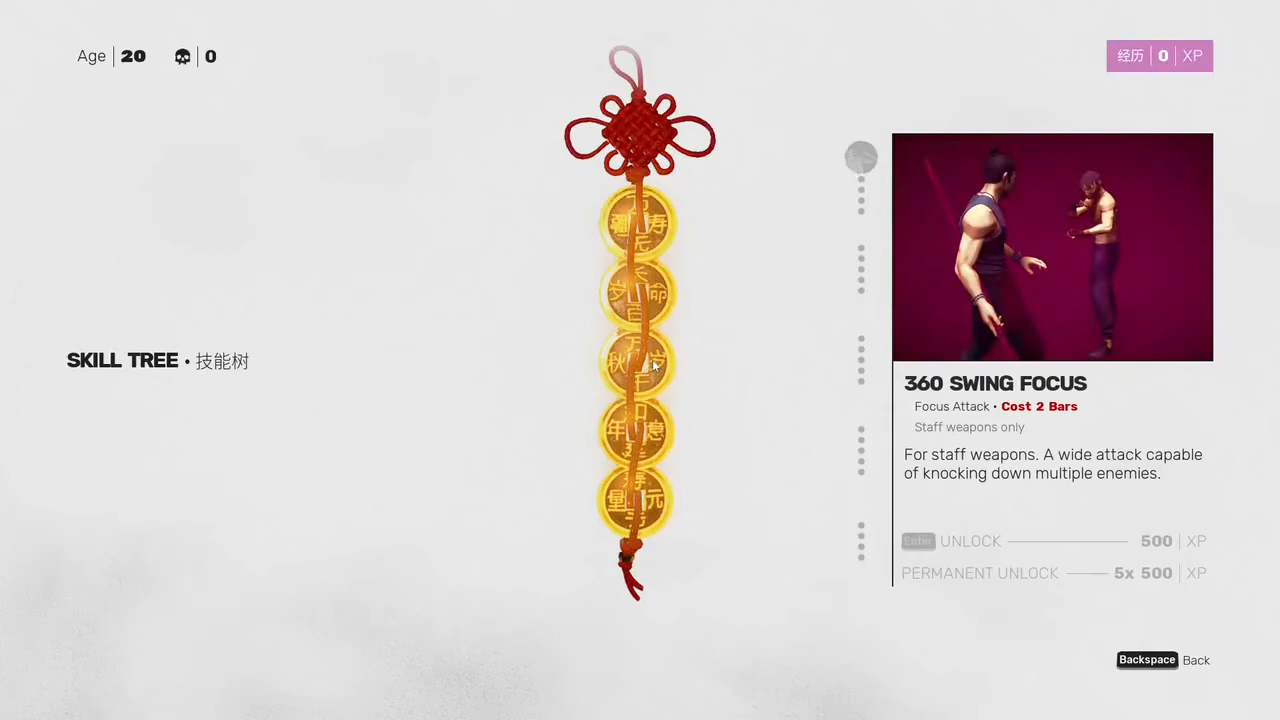 Age 20 0
经历 0 XP
SKILL TREE • 技能树
360 SWING FOCUS
Focus Attack • Cost 2 Bars
Staff weapons only
For staff weapons. A wide attack capable
of knocking down multiple enemies.
Enter UNLOCK 500 XP
PERMANENT UNLOCK 5x 500 XP
Backspace Back